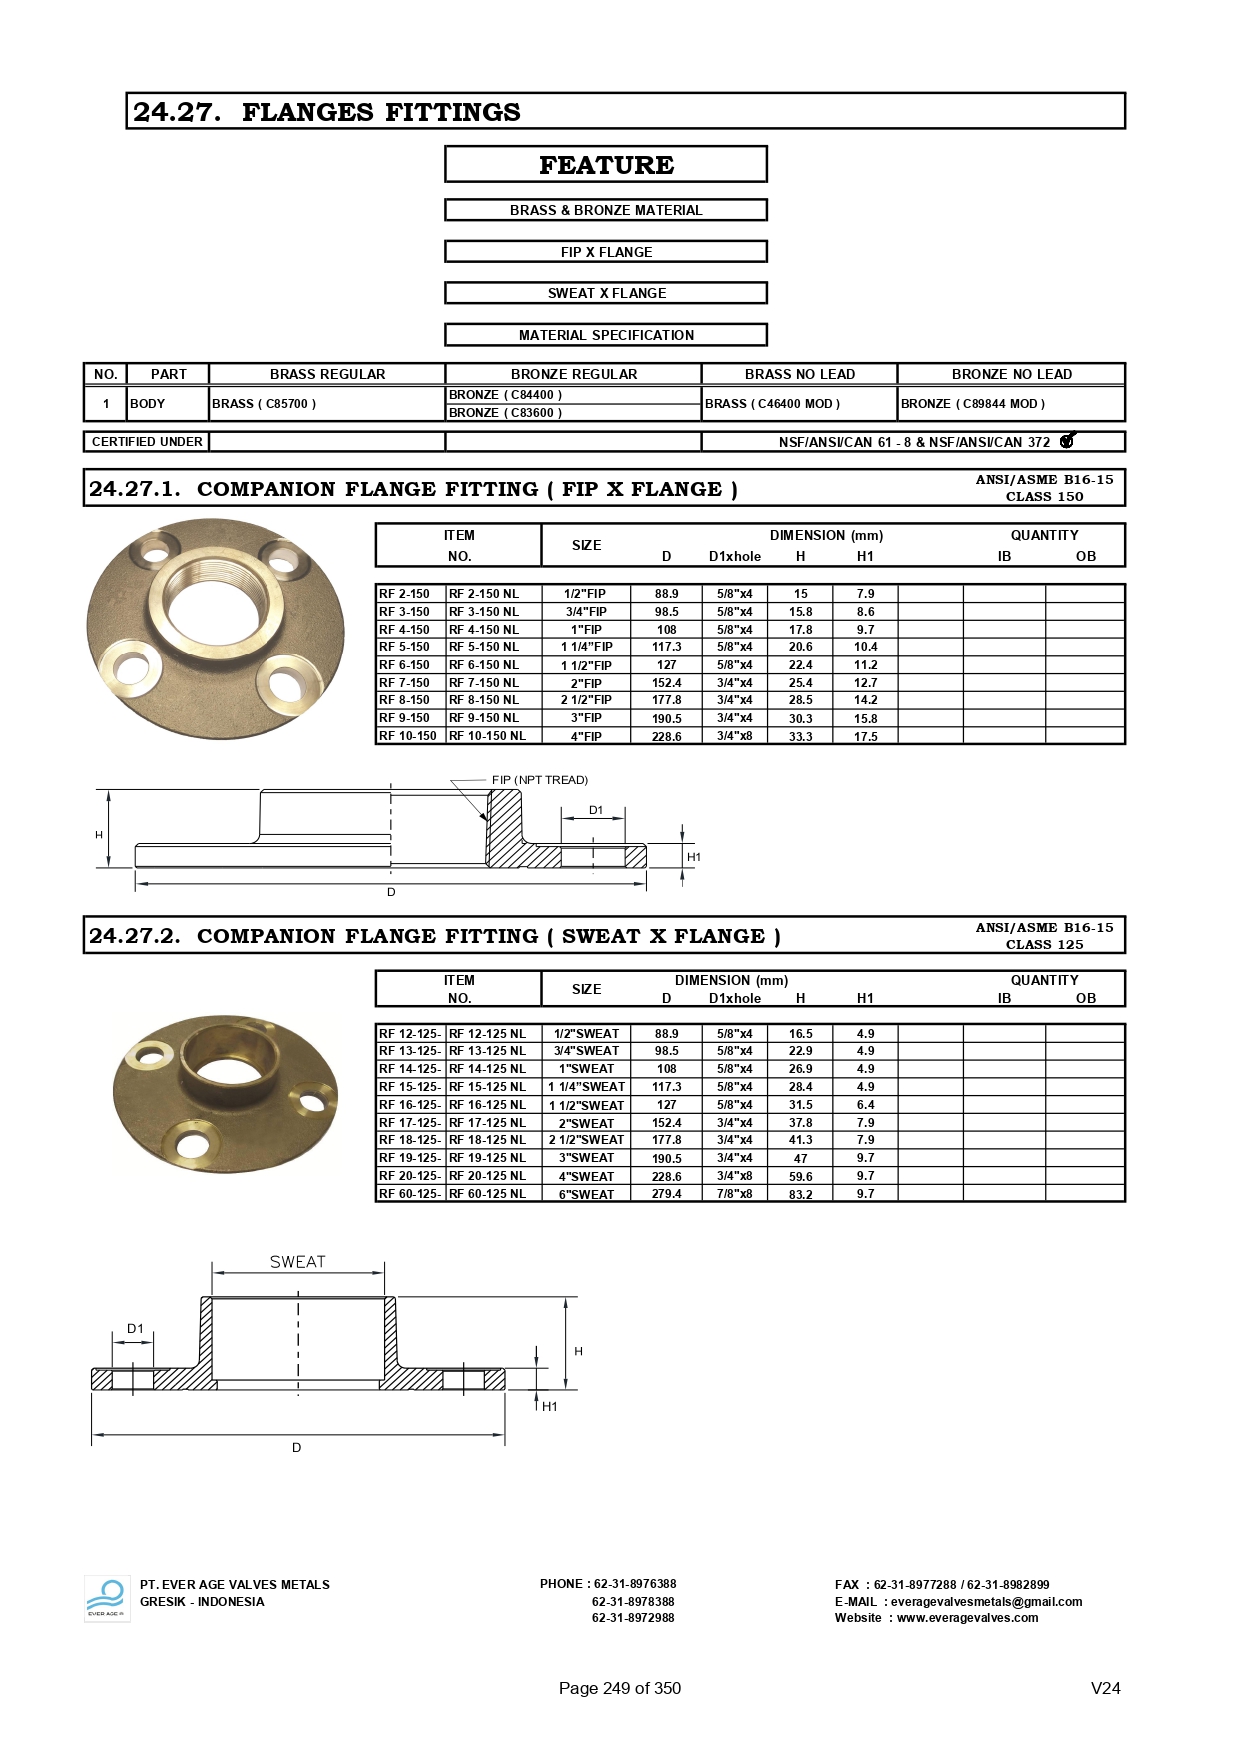 24.27. FLANGES FITTINGS
FEATURE
BRASS & BRONZE MATERIAL
FIP X FLANGE
SWEAT X FLANGE
MATERIAL SPECIFICATION
NO. PART BRASS REGULAR BRONZE REGULAR BRASS NO LEAD BRONZE NO LEAD
1 BODY BRASS ( C85700 ) BRONZE ( C84400 ) BRASS ( C46400 MOD ) BRONZE ( C89844 MOD )
BRONZE ( C83600 )
CERTIFIED UNDER NSF/ANSI/CAN 61 - 8 & NSF/ANSI/CAN 372
24.27.1. COMPANION FLANGE FITTING ( FIP X FLANGE ) ANSI/ASME B16-15
CLASS 150
ITEM SIZE DIMENSION (mm) QUANTITY
NO. D D1xhole H H1 IB OB
RF 2-150 RF 2-150 NL 1/2"FIP 88.9 5/8"x4 15 7.9
RF 3-150 RF 3-150 NL 3/4"FIP 98.5 5/8"x4 15.8 8.6
RF 4-150 RF 4-150 NL 1"FIP 108 5/8"x4 17.8 9.7
RF 5-150 RF 5-150 NL 1 1/4”FIP 117.3 5/8"x4 20.6 10.4
RF 6-150 RF 6-150 NL 1 1/2"FIP 127 5/8"x4 22.4 11.2
RF 7-150 RF 7-150 NL 2"FIP 152.4 3/4"x4 25.4 12.7
RF 8-150 RF 8-150 NL 2 1/2"FIP 177.8 3/4"x4 28.5 14.2
RF 9-150 RF 9-150 NL 3"FIP 190.5 3/4"x4 30.3 15.8
RF 10-150 RF 10-150 NL 4"FIP 228.6 3/4"x8 33.3 17.5
FIP (NPT TREAD)
D1
H
H1
D
24.27.2. COMPANION FLANGE FITTING ( SWEAT X FLANGE ) ANSI/ASME B16-15
CLASS 125
ITEM SIZE DIMENSION (mm) QUANTITY
NO. D D1xhole H H1 IB OB
RF 12-125- RF 12-125 NL 1/2"SWEAT 88.9 5/8"x4 16.5 4.9
RF 13-125- RF 13-125 NL 3/4"SWEAT 98.5 5/8"x4 22.9 4.9
RF 14-125- RF 14-125 NL 1"SWEAT 108 5/8"x4 26.9 4.9
RF 15-125- RF 15-125 NL 1 1/4”SWEAT 117.3 5/8"x4 28.4 4.9
RF 16-125- RF 16-125 NL 1 1/2"SWEAT 127 5/8"x4 31.5 6.4
RF 17-125- RF 17-125 NL 2"SWEAT 152.4 3/4"x4 37.8 7.9
RF 18-125- RF 18-125 NL 2 1/2"SWEAT 177.8 3/4"x4 41.3 7.9
RF 19-125- RF 19-125 NL 3"SWEAT 190.5 3/4"x4 47 9.7
RF 20-125- RF 20-125 NL 4"SWEAT 228.6 3/4"x8 59.6 9.7
RF 60-125- RF 60-125 NL 6"SWEAT 279.4 7/8"x8 83.2 9.7
SWEAT
D1
H
H1
D
EVER AGE ®
PT. EVER AGE VALVES METALS PHONE : 62-31-8976388 FAX : 62-31-8977288 / 62-31-8982899
GRESIK - INDONESIA 62-31-8978388 E-MAIL : everagevalvesmetals@gmail.com
62-31-8972988 Website : www.everagevalves.com
Page 249 of 350 V24